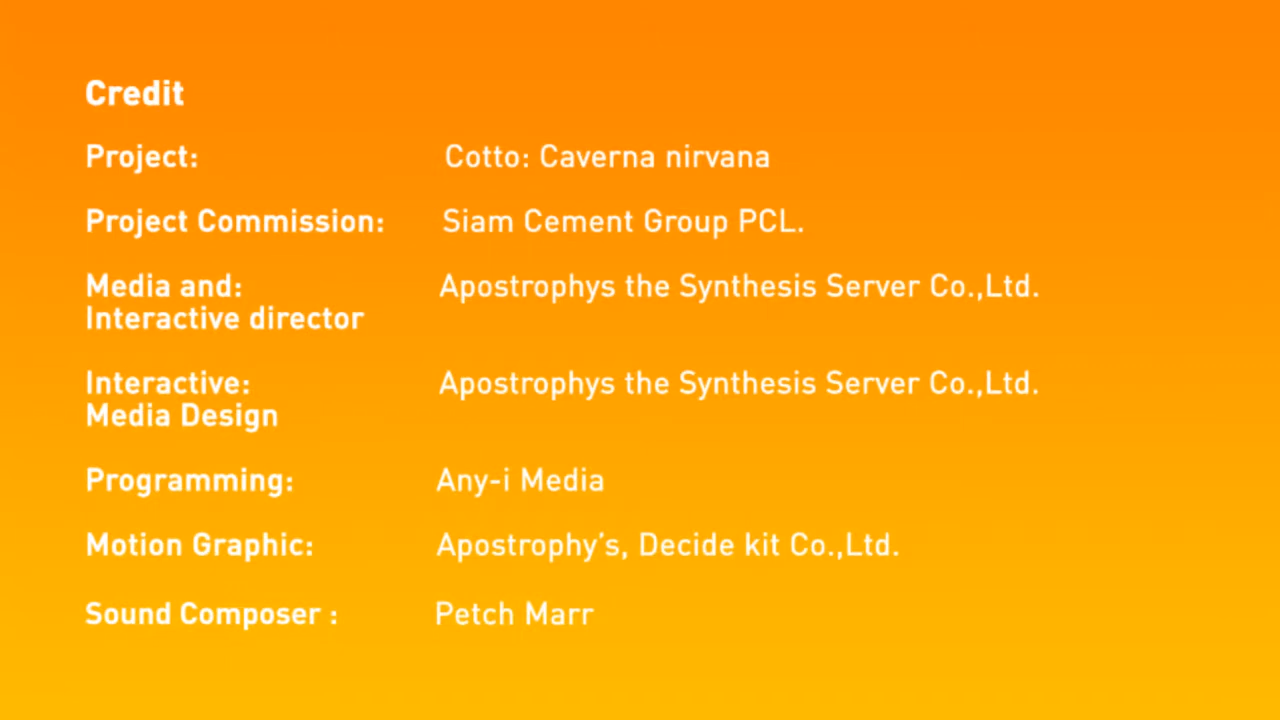 Credit
Project: Cotto: Caverna nirvana
Project Commission: Siam Cement Group PCL.
Media and: Apostrophys the Synthesis Server Co.,Ltd.
Interactive director
Interactive: Apostrophys the Synthesis Server Co.,Ltd.
Media Design
Programming: Any-i Media
Motion Graphic: Apostrophy's, Decide kit Co.,Ltd.
Sound Composer : Petch Marr